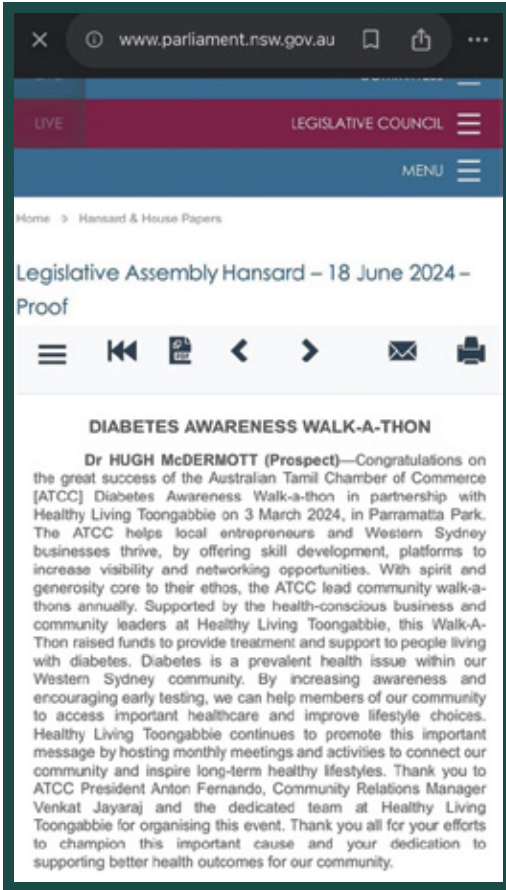 www.parliament.nsw.gov.au
LIVE
LEGISLATIVE COUNCIL
MENU
Home > Hansard & House Papers
Legislative Assembly Hansard – 18 June 2024 –
Proof
PDF
DIABETES AWARENESS WALK-A-THON
Dr HUGH McDERMOTT (Prospect)—Congratulations on
the great success of the Australian Tamil Chamber of Commerce
[ATCC] Diabetes Awareness Walk-a-thon in partnership with
Healthy Living Toongabbie on 3 March 2024, in Parramatta Park.
The ATCC helps local entrepreneurs and Western Sydney
businesses thrive, by offering skill development, platforms to
increase visibility and networking opportunities. With spirit and
generosity core to their ethos, the ATCC lead community walk-a-
thons annually. Supported by the health-conscious business and
community leaders at Healthy Living Toongabbie, this Walk-A-
Thon raised funds to provide treatment and support to people living
with diabetes. Diabetes is a prevalent health issue within our
Western Sydney community. By increasing awareness and
encouraging early testing, we can help members of our community
to access important healthcare and improve lifestyle choices.
Healthy Living Toongabbie continues to promote this important
message by hosting monthly meetings and activities to connect our
community and inspire long-term healthy lifestyles. Thank you to
ATCC President Anton Fernando, Community Relations Manager
Venkat Jayaraj and the dedicated team at Healthy Living
Toongabbie for organising this event. Thank you all for your efforts
to champion this important cause and your dedication to
supporting better health outcomes for our community.